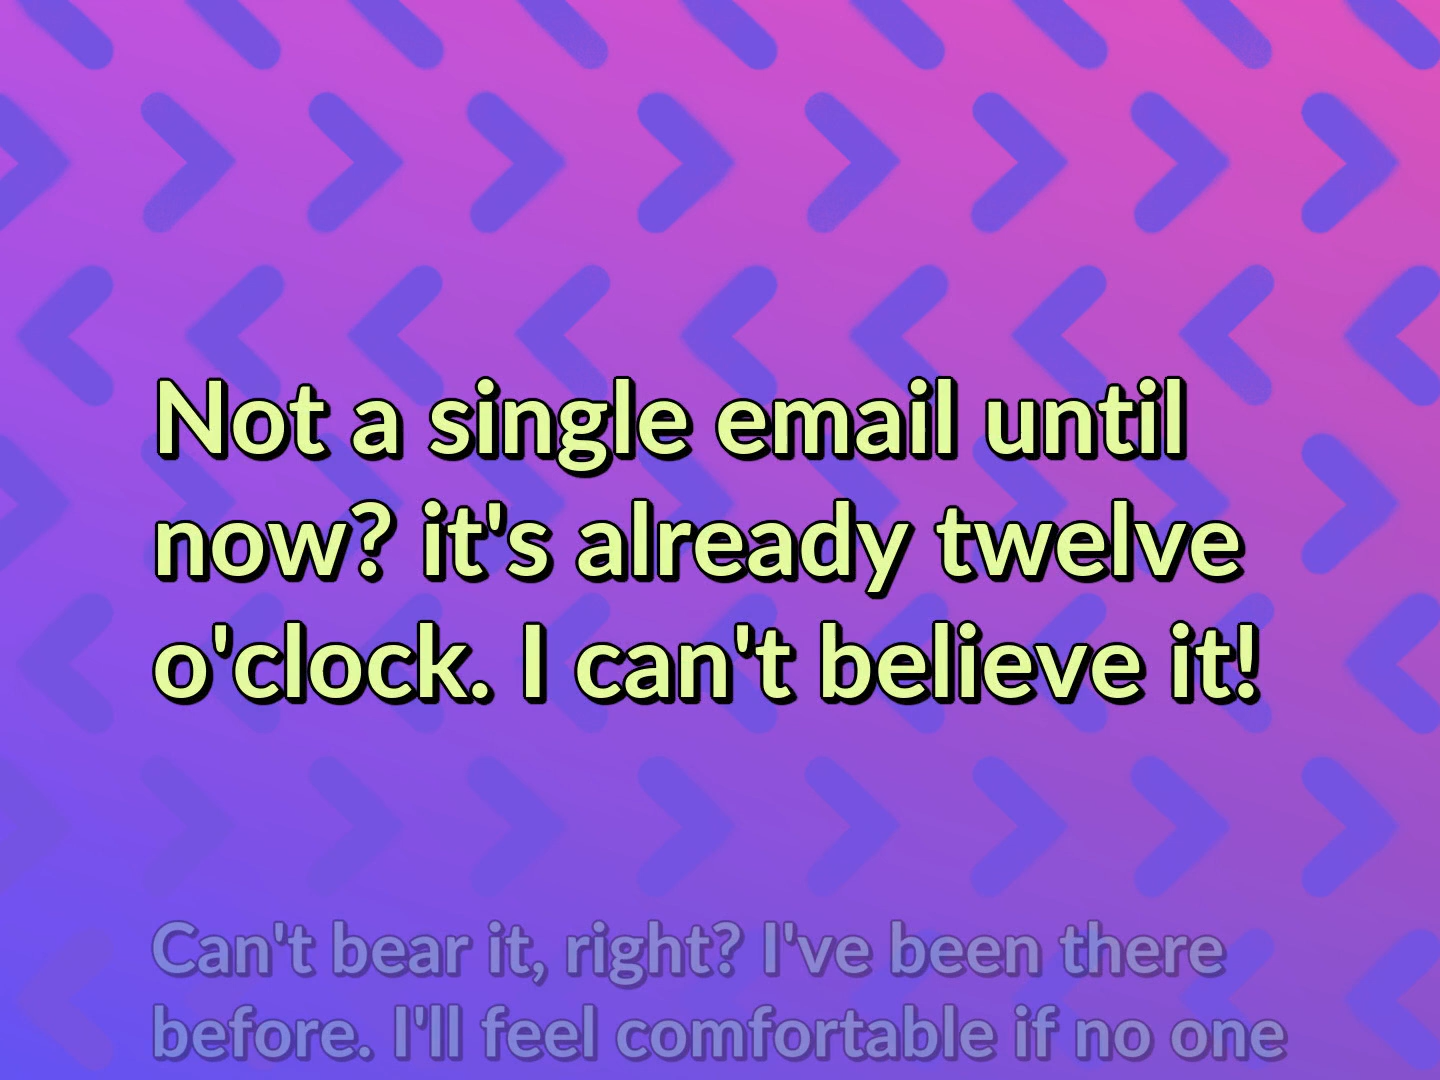 Not a single email until
now? it's already twelve
o'clock. I can't believe it!
Can't bear it, right? I've been there
before. I'll feel comfortable if no one